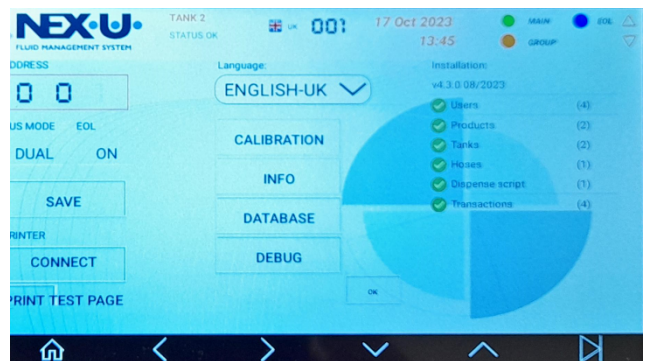 NEX·U·
FLUID MANAGEMENT SYSTEM
TANK 2
STATUS OK
UK
001
17 Oct 2023
13:45
MAIN
GROUP
EOL
DDRESS
0 0
US MODE
EOL
DUAL
ON
SAVE
RINTER
CONNECT
PRINT TEST PAGE
Language:
ENGLISH-UK
CALIBRATION
INFO
DATABASE
DEBUG
OK
Installation:
v4.3.0 08/2023
Users (4)
Products (2)
Tanks (2)
Hoses (1)
Dispense script (1)
Transactions (4)